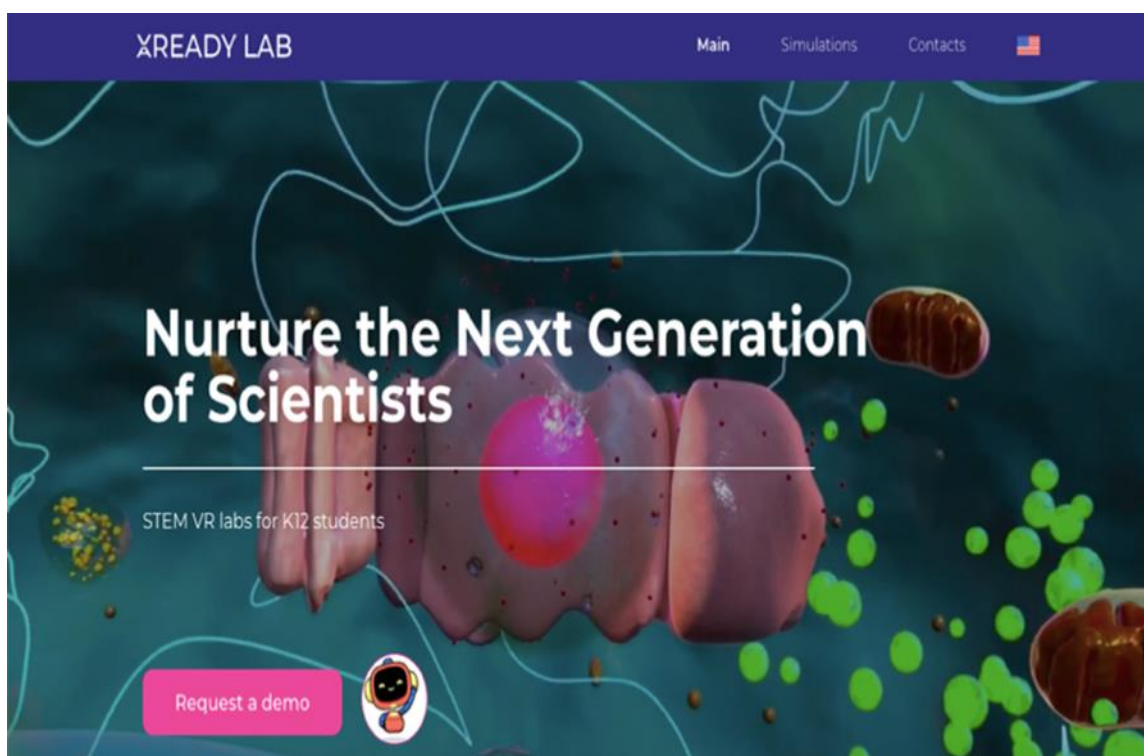 XREADY LAB
Main
Simulations
Contacts
Nurture the Next Generation
of Scientists
STEM VR labs for K12 students
Request a demo